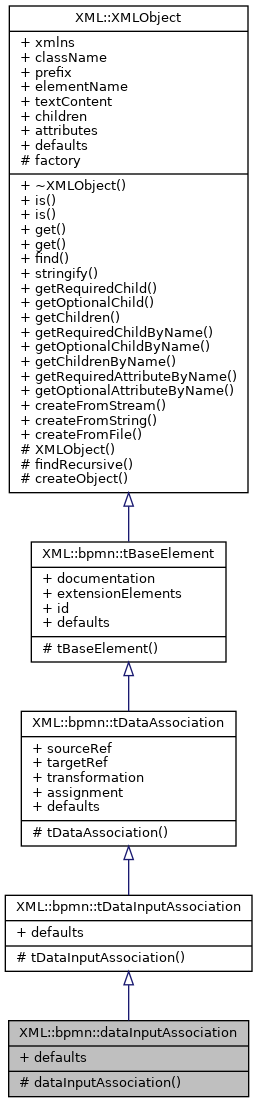 XML::XMLObject
+ xmlns
+ className
+ prefix
+ elementName
+ textContent
+ children
+ attributes
+ defaults
# factory
+ ~XMLObject()
+ is()
+ is()
+ get()
+ get()
+ find()
+ stringify()
+ getRequiredChild()
+ getOptionalChild()
+ getChildren()
+ getRequiredChildByName()
+ getOptionalChildByName()
+ getChildrenByName()
+ getRequiredAttributeByName()
+ getOptionalAttributeByName()
+ createFromStream()
+ createFromString()
+ createFromFile()
# XMLObject()
# findRecursive()
# createObject()
XML::bpmn::tBaseElement
+ documentation
+ extensionElements
+ id
+ defaults
# tBaseElement()
XML::bpmn::tDataAssociation
+ sourceRef
+ targetRef
+ transformation
+ assignment
+ defaults
# tDataAssociation()
XML::bpmn::tDataInputAssociation
+ defaults
# tDataInputAssociation()
XML::bpmn::dataInputAssociation
+ defaults
# dataInputAssociation()